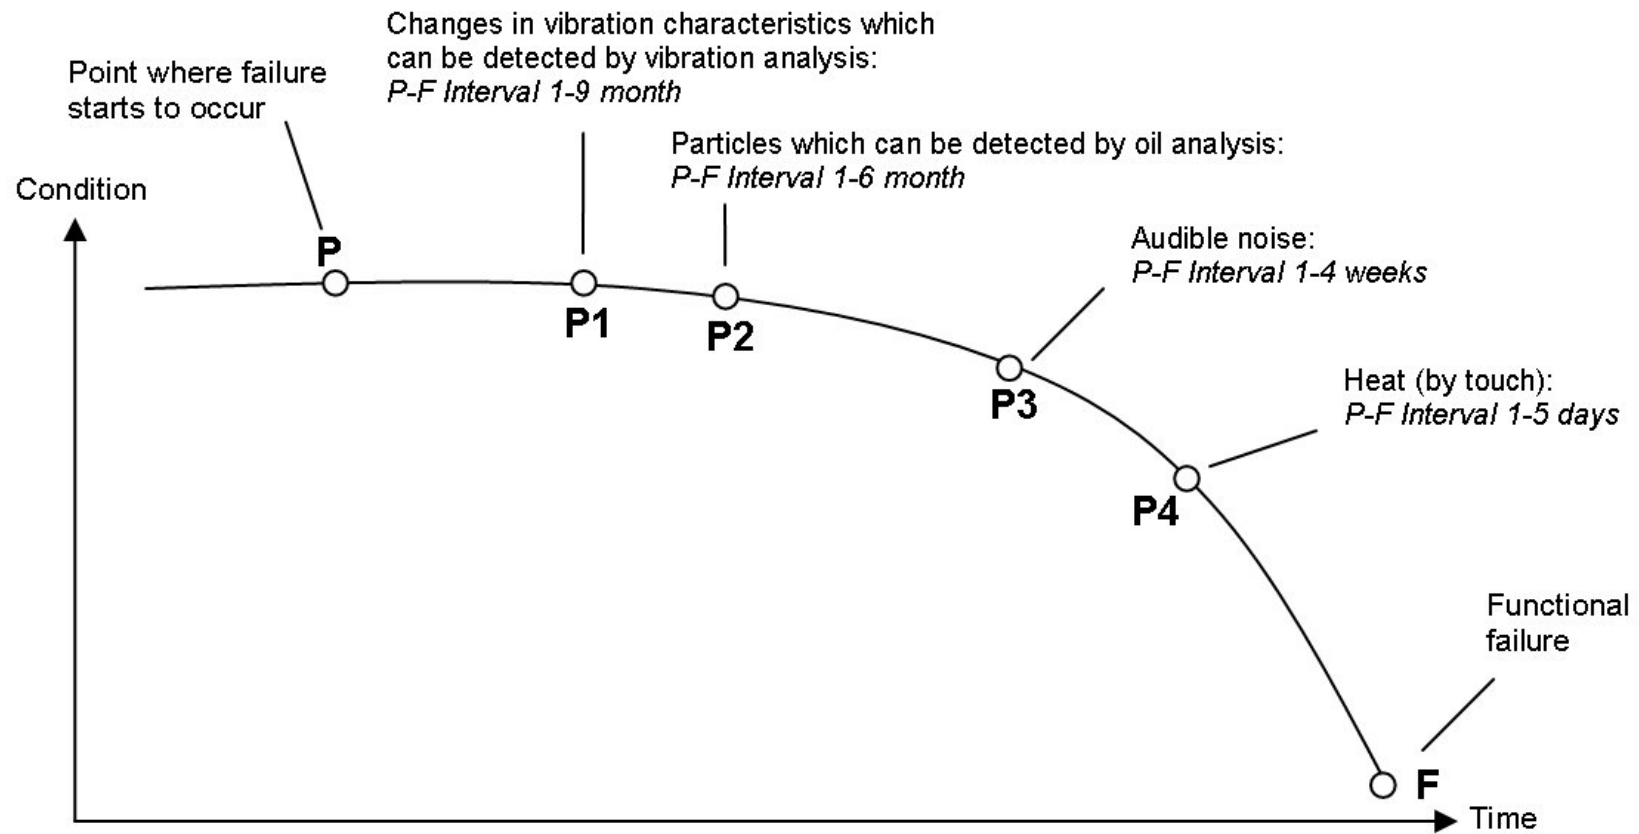 Changes in vibration characteristics which
can be detected by vibration analysis:
P-F Interval 1-9 month
Point where failure
starts to occur
Particles which can be detected by oil analysis:
P-F Interval 1-6 month
Condition
Audible noise:
P-F Interval 1-4 weeks
P
P1
P2
Heat (by touch):
P-F Interval 1-5 days
P3
P4
Functional
failure
F
Time